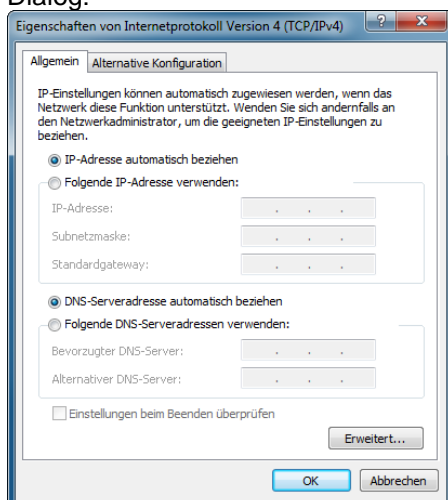 Dialog:
Eigenschaften von Internetprotokoll Version 4 (TCP/IPv4)
Allgemein Alternative Konfiguration
IP-Einstellungen können automatisch zugewiesen werden, wenn das
Netzwerk diese Funktion unterstützt. Wenden Sie sich andernfalls an
den Netzwerkadministrator, um die geeigneten IP-Einstellungen zu
beziehen.
IP-Adresse automatisch beziehen
Folgende IP-Adresse verwenden:
IP-Adresse: . . .
Subnetzmaske: . . .
Standardgateway: . . .
DNS-Serveradresse automatisch beziehen
Folgende DNS-Serveradressen verwenden:
Bevorzugter DNS-Server: . . .
Alternativer DNS-Server: . . .
Einstellungen beim Beenden überprüfen
Erweitert...
OK Abbrechen